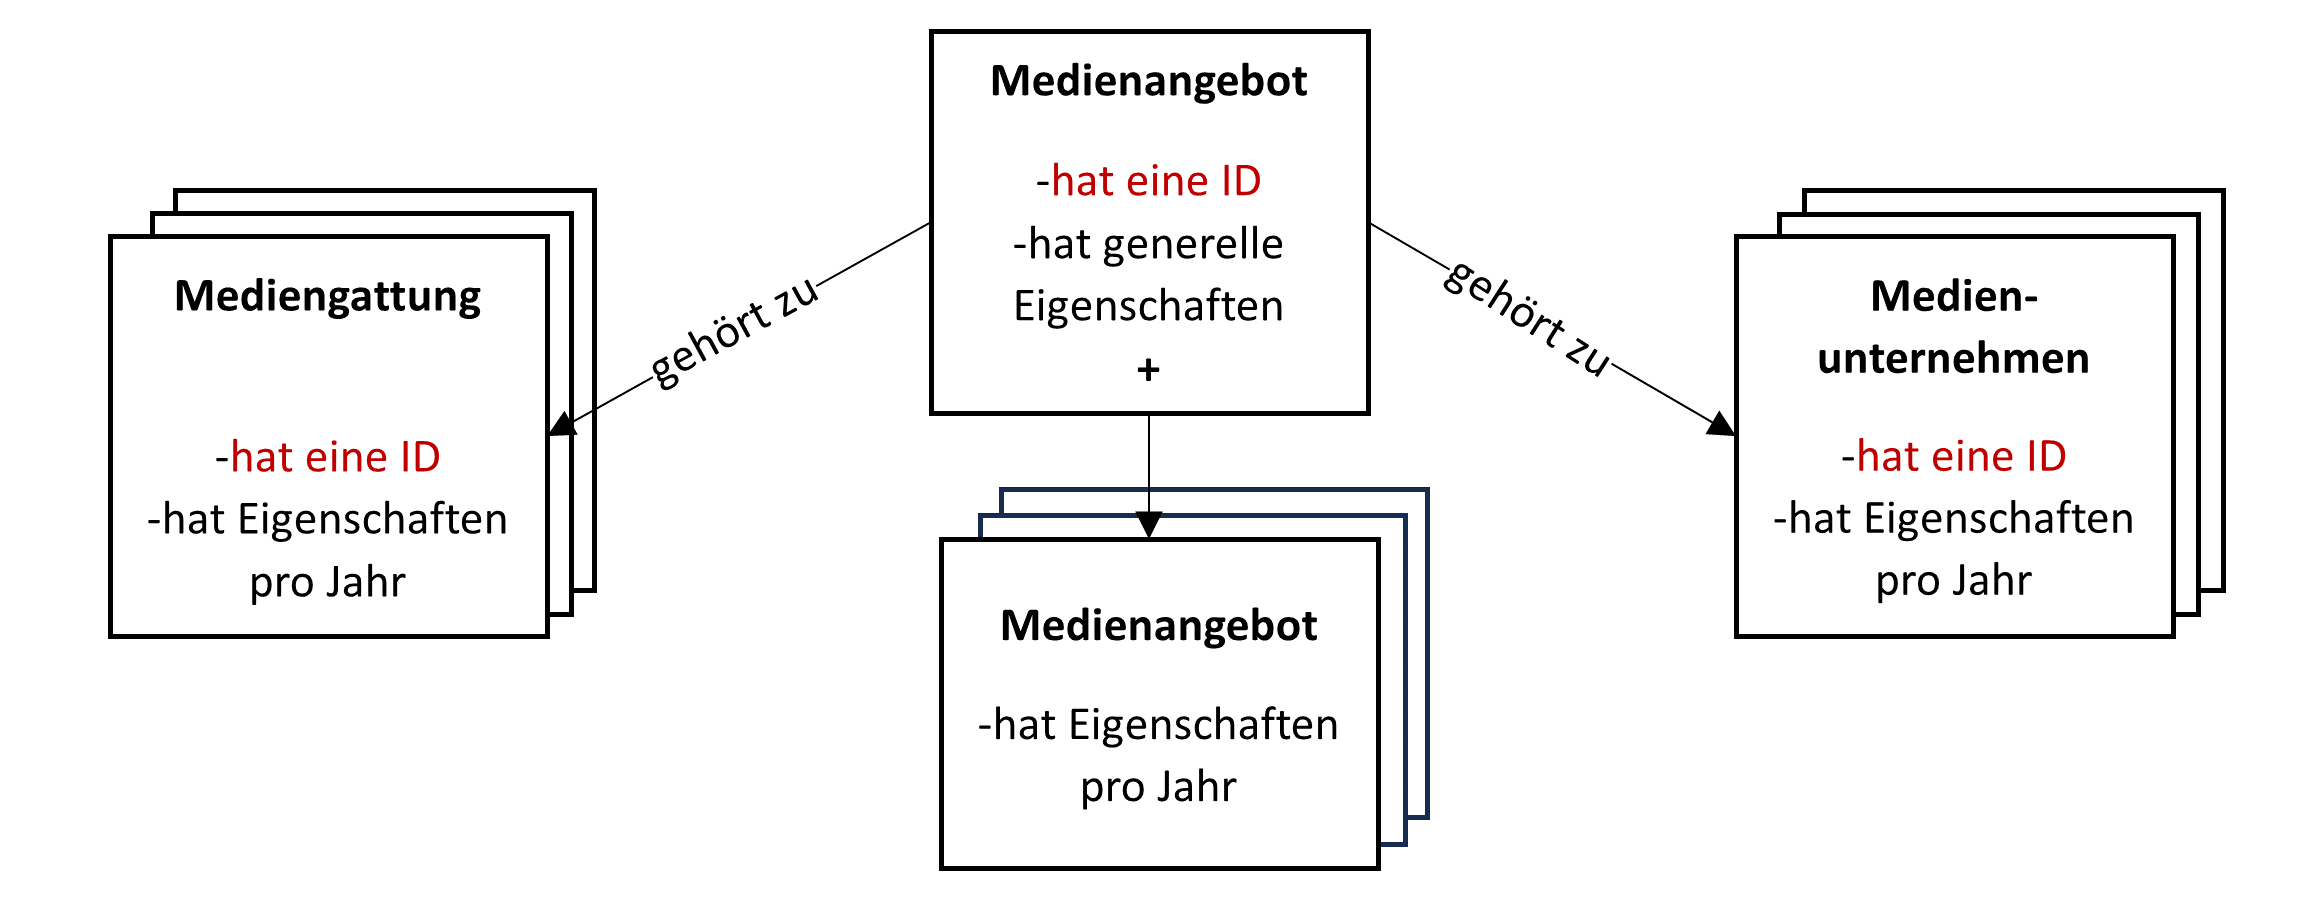 Medienangebot
-hat eine ID
-hat generelle
Eigenschaften
+
gehört zu
gehört zu
Mediengattung
-hat eine ID
-hat Eigenschaften
pro Jahr
Medien-
unternehmen
-hat eine ID
-hat Eigenschaften
pro Jahr
Medienangebot
-hat Eigenschaften
pro Jahr